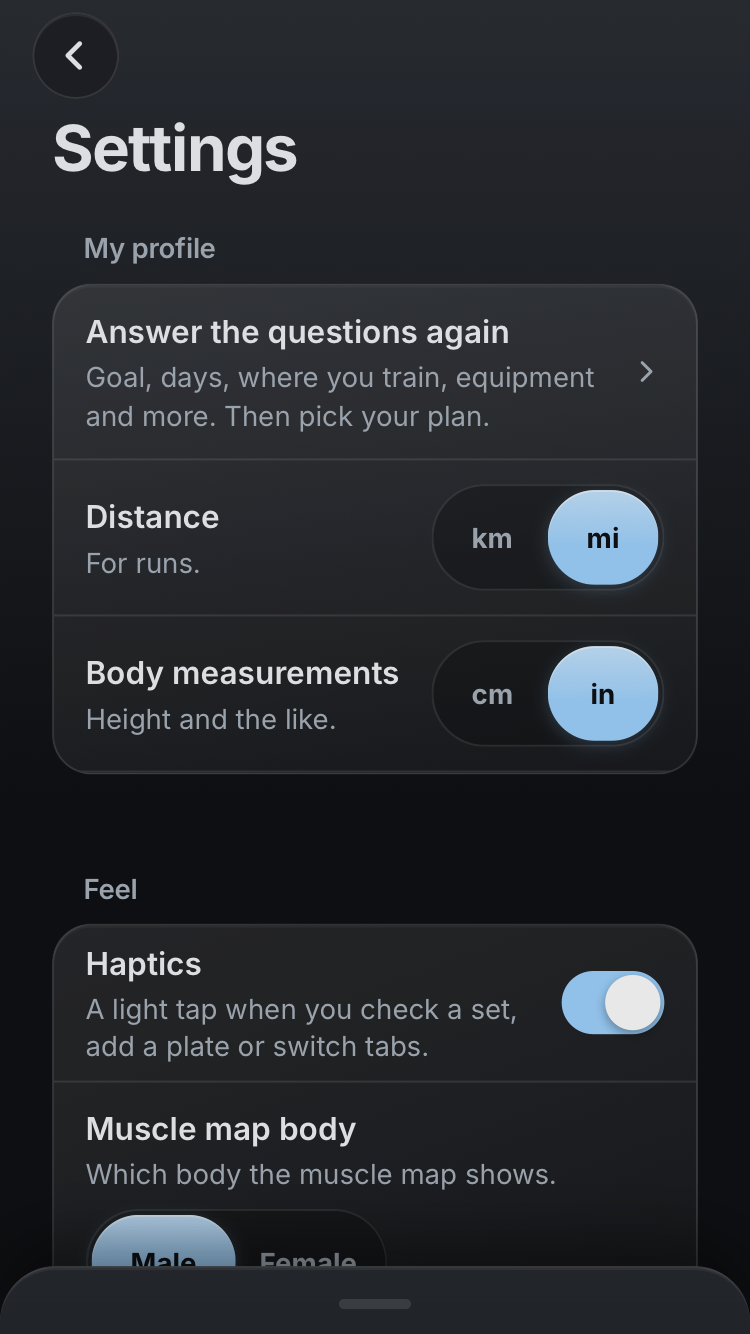 Settings
My profile
Answer the questions again
Goal, days, where you train, equipment
and more. Then pick your plan.
Distance
For runs.
km
mi
Body measurements
Height and the like.
cm
in
Feel
Haptics
A light tap when you check a set,
add a plate or switch tabs.
Muscle map body
Which body the muscle map shows.
Male
Female